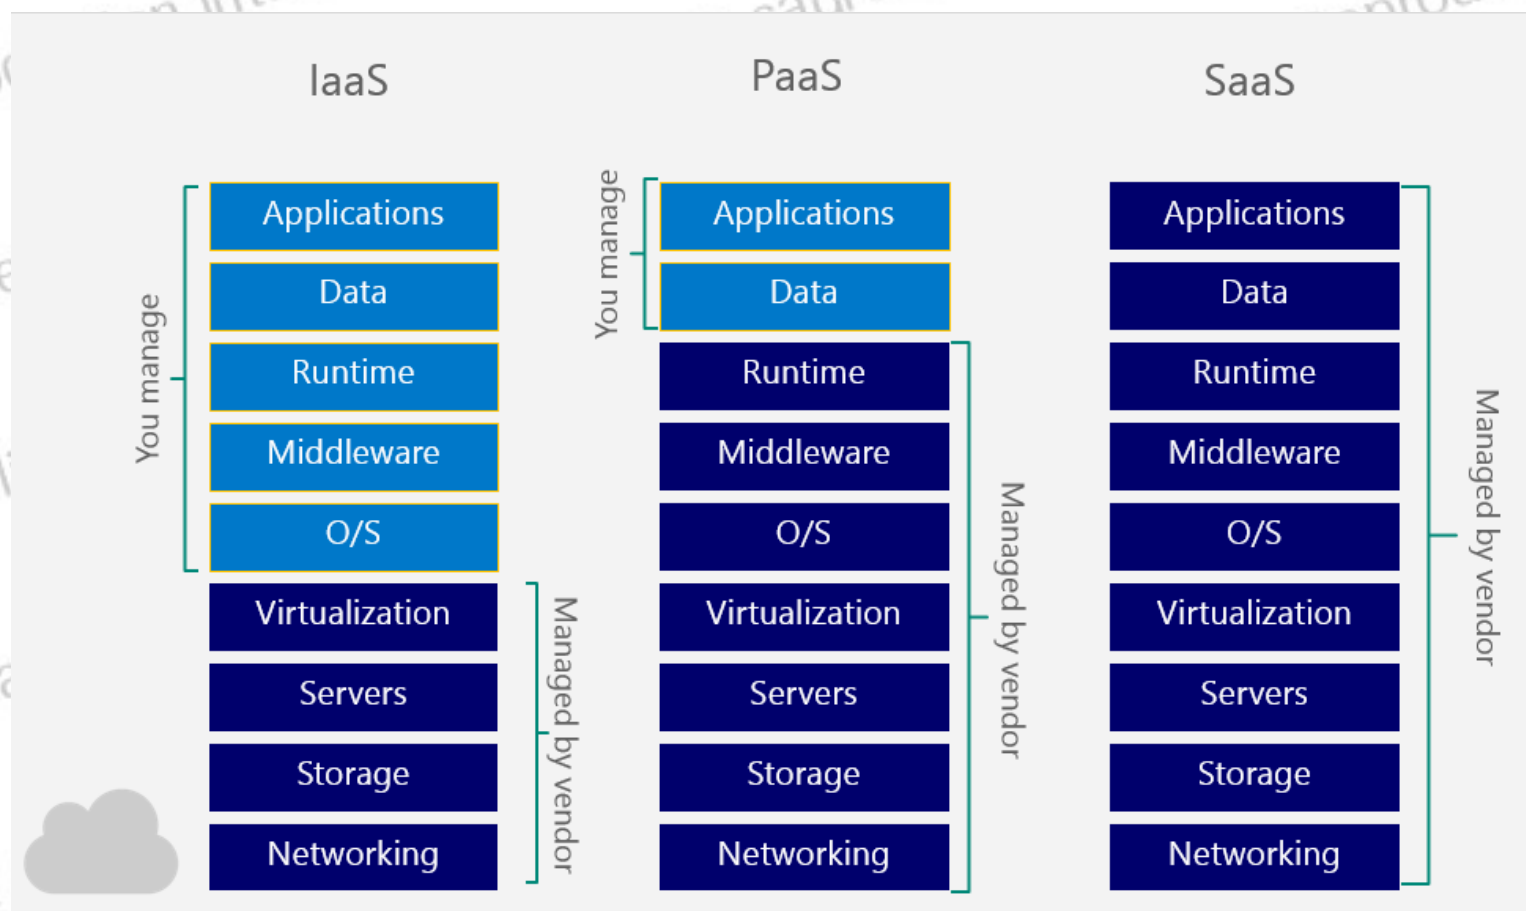 IaaS
PaaS
SaaS
You manage
Applications
Data
Runtime
Middleware
O/S
Virtualization
Servers
Storage
Networking
Managed by vendor
You manage
Applications
Data
Runtime
Middleware
O/S
Virtualization
Servers
Storage
Networking
Managed by vendor
Applications
Data
Runtime
Middleware
O/S
Virtualization
Servers
Storage
Networking
Managed by vendor